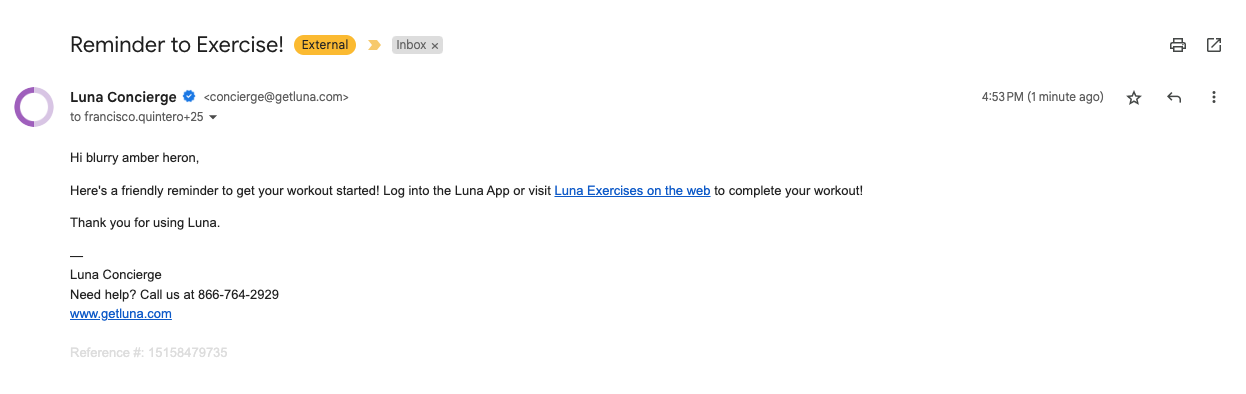 Reminder to Exercise! External Inbox ×
Luna Concierge <concierge@getluna.com> 4:53 PM (1 minute ago)
to francisco.quintero+25
Hi blurry amber heron,
Here's a friendly reminder to get your workout started! Log into the Luna App or visit Luna Exercises on the web to complete your workout!
Thank you for using Luna.
—
Luna Concierge
Need help? Call us at 866-764-2929
www.getluna.com
Reference #: 15158479735